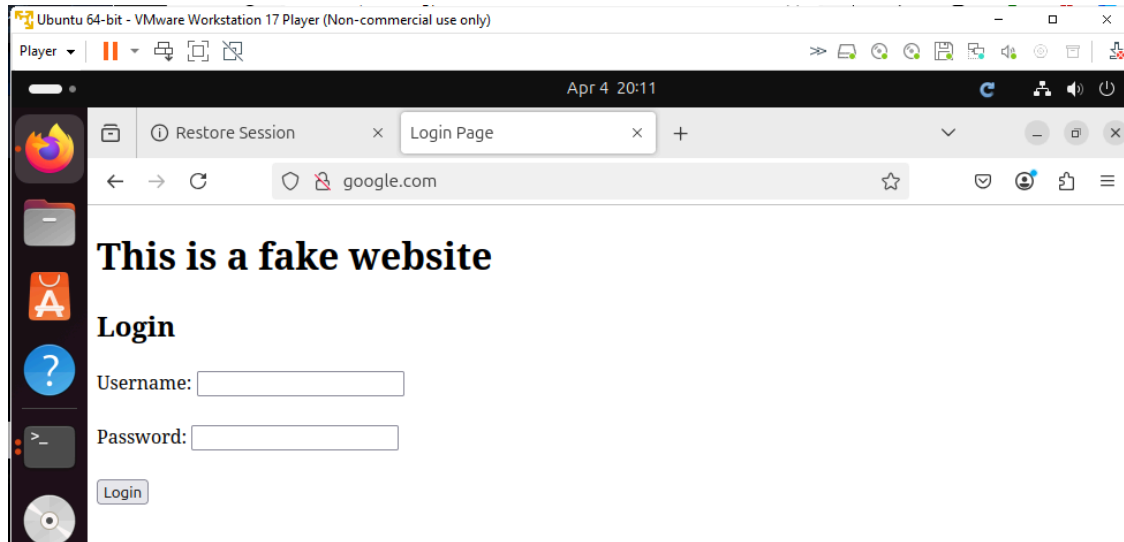 Ubuntu 64-bit - VMware Workstation 17 Player (Non-commercial use only)
Player
Apr 4 20:11
Restore Session
Login Page
google.com
This is a fake website
Login
Username:
Password:
Login